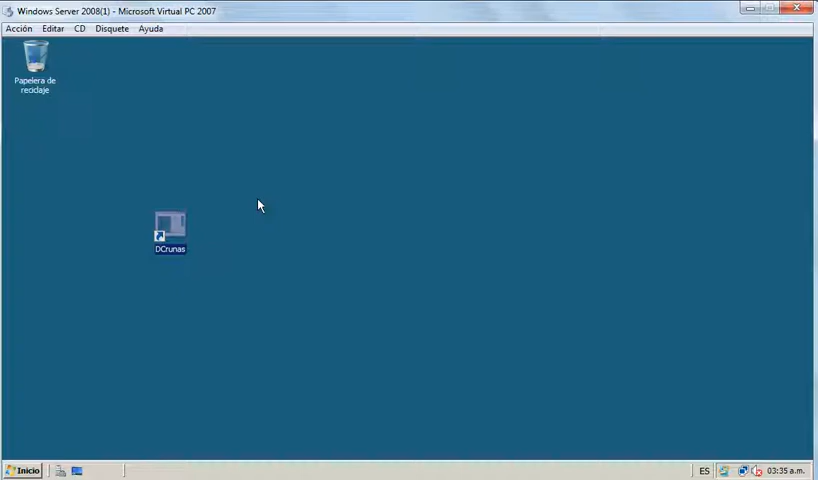 Windows Server 2008(1) - Microsoft Virtual PC 2007
Acción Editar CD Disquete Ayuda
Papelera de
reciclaje
DCrunas
Inicio ES 03:35 a.m.